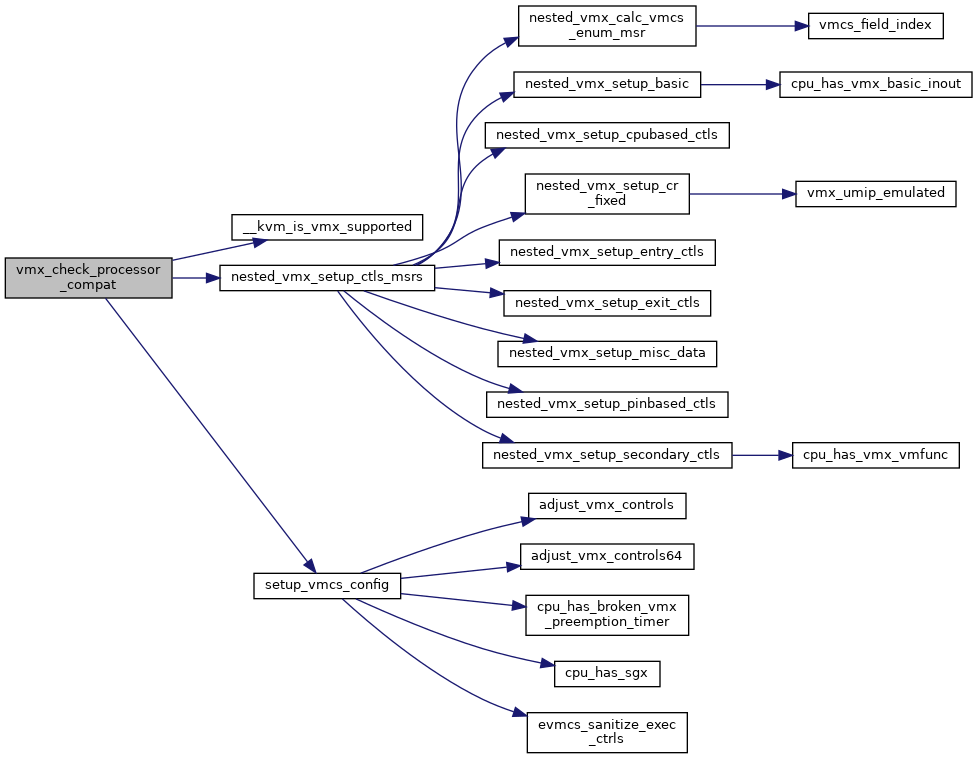 nested_vmx_calc_vmcs
_enum_msr
vmcs_field_index
nested_vmx_setup_basic
cpu_has_vmx_basic_inout
nested_vmx_setup_cpubased_ctls
nested_vmx_setup_cr
_fixed
vmx_umip_emulated
__kvm_is_vmx_supported
nested_vmx_setup_entry_ctls
vmx_check_processor
_compat
nested_vmx_setup_ctls_msrs
nested_vmx_setup_exit_ctls
nested_vmx_setup_misc_data
nested_vmx_setup_pinbased_ctls
nested_vmx_setup_secondary_ctls
cpu_has_vmx_vmfunc
adjust_vmx_controls
adjust_vmx_controls64
setup_vmcs_config
cpu_has_broken_vmx
_preemption_timer
cpu_has_sgx
evmcs_sanitize_exec
_ctrls